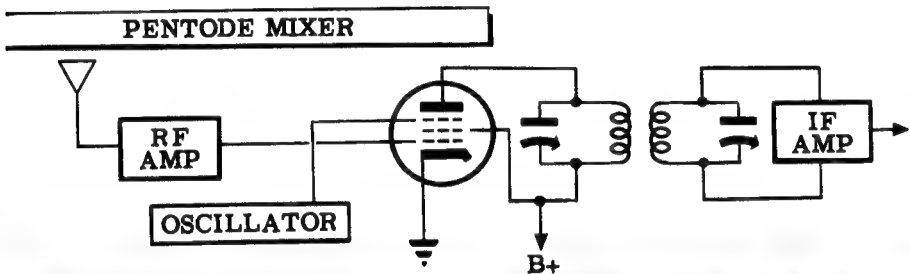 PENTODE MIXER
RF
AMP
OSCILLATOR
IF
AMP
B+